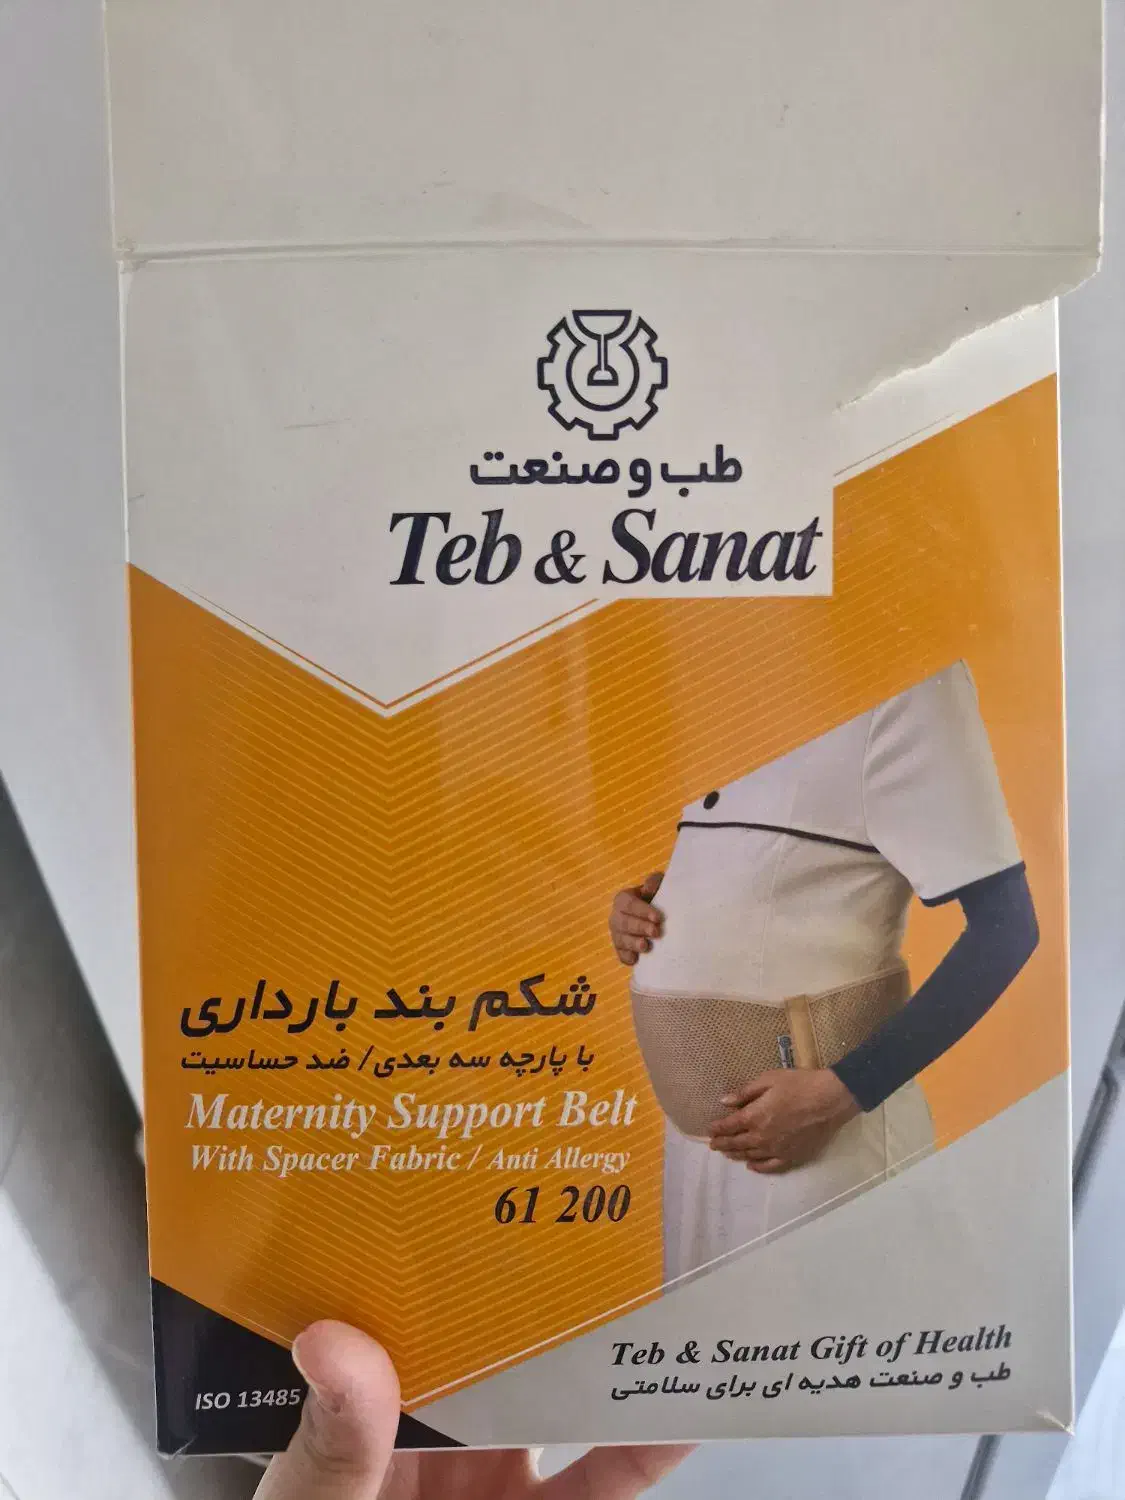 طب و صنعت
Teb & Sanat
شکم بند بارداری
با پارچه سه بعدی/ ضد حساسیت
Maternity Support Belt
With Spacer Fabric / Anti Allergy
61 200
Teb & Sanat Gift of Health
طب و صنعت هدیه ای برای سلامتی
ISO 13485